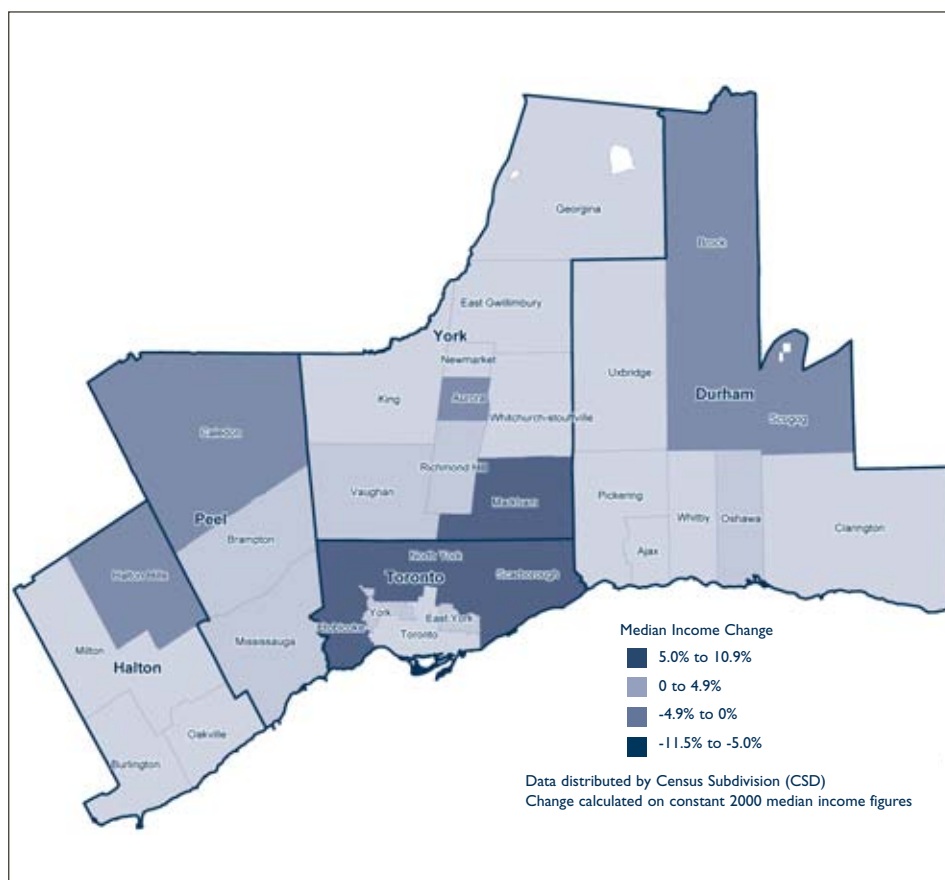 Georgina
Brock
East Gwillimbury
York
Newmarket
Uxbridge
King
Aurora
Durham
Whitchurch-stouffville
Scugog
Caledon
Richmond Hill
Vaughan
Markham
Pickering
Peel
Brampton
Whitby
Oshawa
Clarington
Ajax
North York
Scarborough
Toronto
Halton Hills
York
East York
Etobicoke
Toronto
Mississauga
Milton
Halton
Oakville
Burlington
Median Income Change
5.0% to 10.9%
0 to 4.9%
-4.9% to 0%
-11.5% to -5.0%
Data distributed by Census Subdivision (CSD)
Change calculated on constant 2000 median income figures